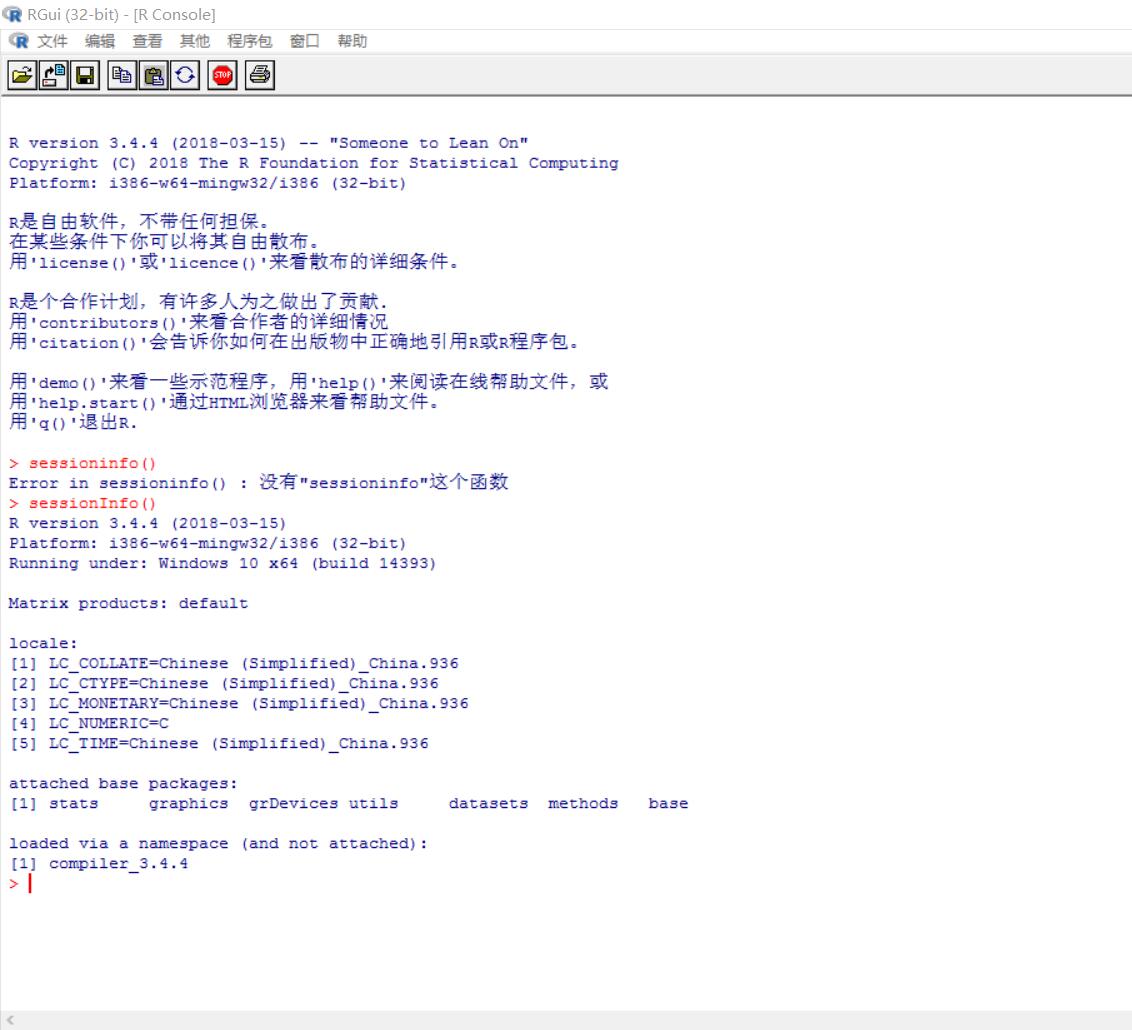 RGui (32-bit) - [R Console]
文件 编辑 查看 其他 程序包 窗口 帮助
STOP
R version 3.4.4 (2018-03-15) -- "Someone to Lean On"
Copyright (C) 2018 The R Foundation for Statistical Computing
Platform: i386-w64-mingw32/i386 (32-bit)
R是自由软件，不带任何担保。
在某些条件下你可以将其自由散布。
用'license()'或'licence()'来看散布的详细条件。
R是个合作计划，有许多人为之做出了贡献.
用'contributors()'来看合作者的详细情况
用'citation()'会告诉你如何在出版物中正确地引用R或R程序包。
用'demo()'来看一些示范程序，用'help()'来阅读在线帮助文件，或
用'help.start()'通过HTML浏览器来看帮助文件。
用'q()'退出R.
> sessioninfo()
Error in sessioninfo() : 没有"sessioninfo"这个函数
> sessionInfo()
R version 3.4.4 (2018-03-15)
Platform: i386-w64-mingw32/i386 (32-bit)
Running under: Windows 10 x64 (build 14393)
Matrix products: default
locale:
[1] LC_COLLATE=Chinese (Simplified)_China.936
[2] LC_CTYPE=Chinese (Simplified)_China.936
[3] LC_MONETARY=Chinese (Simplified)_China.936
[4] LC_NUMERIC=C
[5] LC_TIME=Chinese (Simplified)_China.936
attached base packages:
[1] stats     graphics  grDevices utils     datasets  methods   base
loaded via a namespace (and not attached):
[1] compiler_3.4.4
>